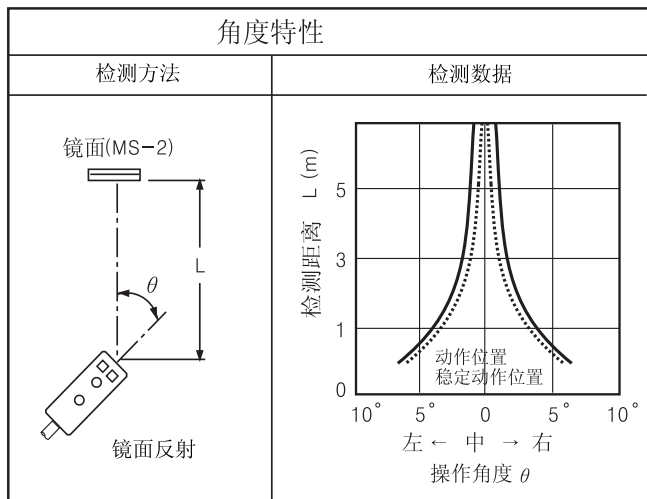 角度特性
检测方法
检测数据
镜面(MS-2)
L
θ
镜面反射
检测距离 L (m)
5
3
1
0
动作位置
稳定动作位置
10° 5° 0 5° 10°
左 ← 中 → 右
操作角度 θ